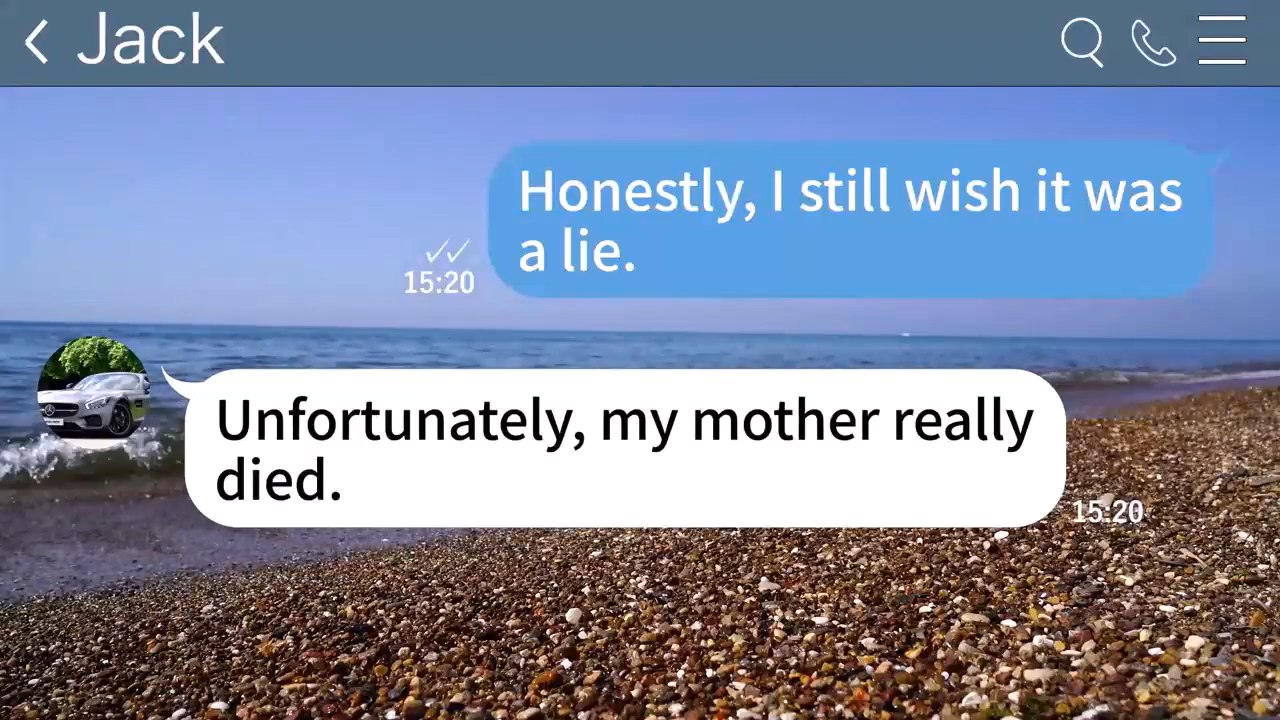 Jack
Honestly, I still wish it was
a lie.
15:20
Unfortunately, my mother really
died.
15:20